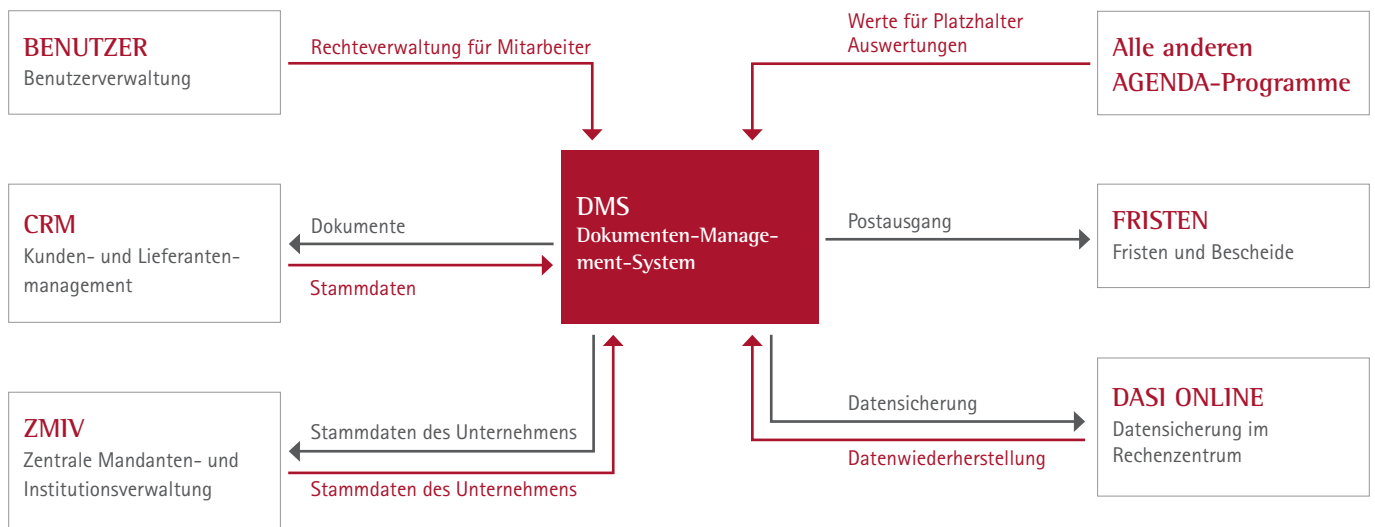 BENUTZER
Benutzerverwaltung
Rechteverwaltung für Mitarbeiter
Werte für Platzhalter
Auswertungen
Alle anderen
AGENDA-Programme
CRM
Kunden- und Lieferanten-
management
Dokumente
Stammdaten
DMS
Dokumenten-Manage-
ment-System
Postausgang
FRISTEN
Fristen und Bescheide
ZMIV
Zentrale Mandanten- und
Institutionsverwaltung
Stammdaten des Unternehmens
Stammdaten des Unternehmens
Datensicherung
Datenwiederherstellung
DASI ONLINE
Datensicherung im
Rechenzentrum